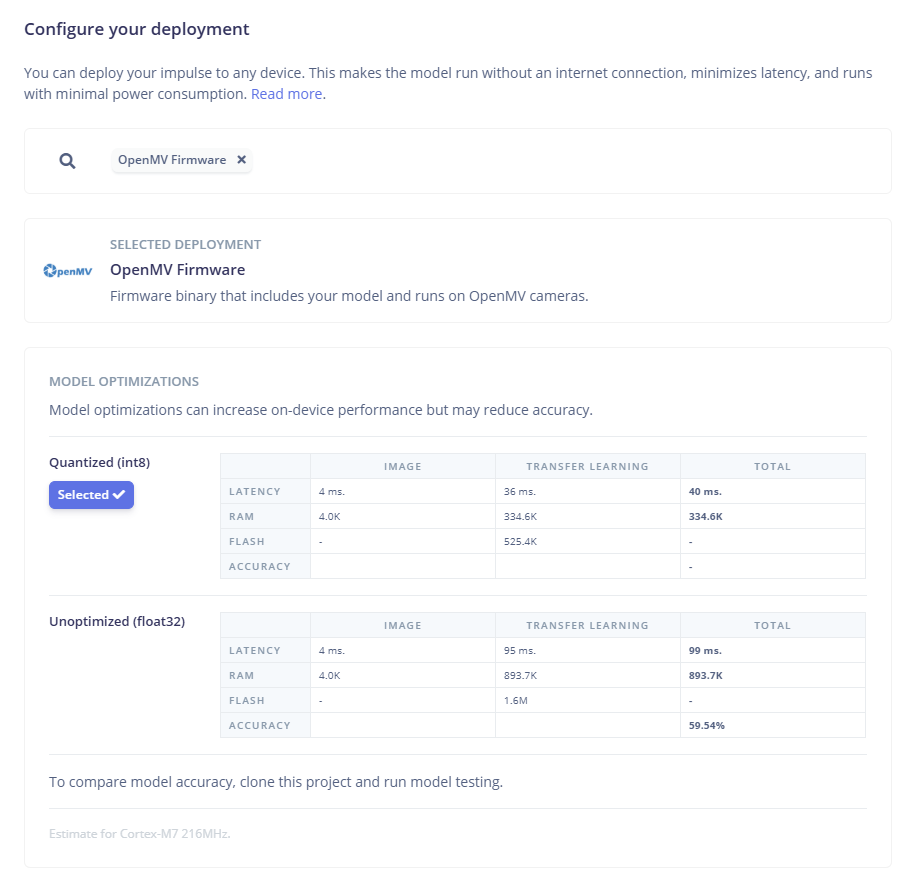 Configure your deployment
You can deploy your impulse to any device. This makes the model run without an internet connection, minimizes latency, and runs
with minimal power consumption. Read more.
OpenMV Firmware ×
SELECTED DEPLOYMENT
OpenMV
OpenMV Firmware
Firmware binary that includes your model and runs on OpenMV cameras.
MODEL OPTIMIZATIONS
Model optimizations can increase on-device performance but may reduce accuracy.
Quantized (int8)
Selected ✓
IMAGE TRANSFER LEARNING TOTAL
LATENCY 4 ms. 36 ms. 40 ms.
RAM 4.0K 334.6K 334.6K
FLASH - 525.4K -
ACCURACY -
Unoptimized (float32)
IMAGE TRANSFER LEARNING TOTAL
LATENCY 4 ms. 95 ms. 99 ms.
RAM 4.0K 893.7K 893.7K
FLASH - 1.6M -
ACCURACY 59.54%
To compare model accuracy, clone this project and run model testing.
Estimate for Cortex-M7 216MHz.